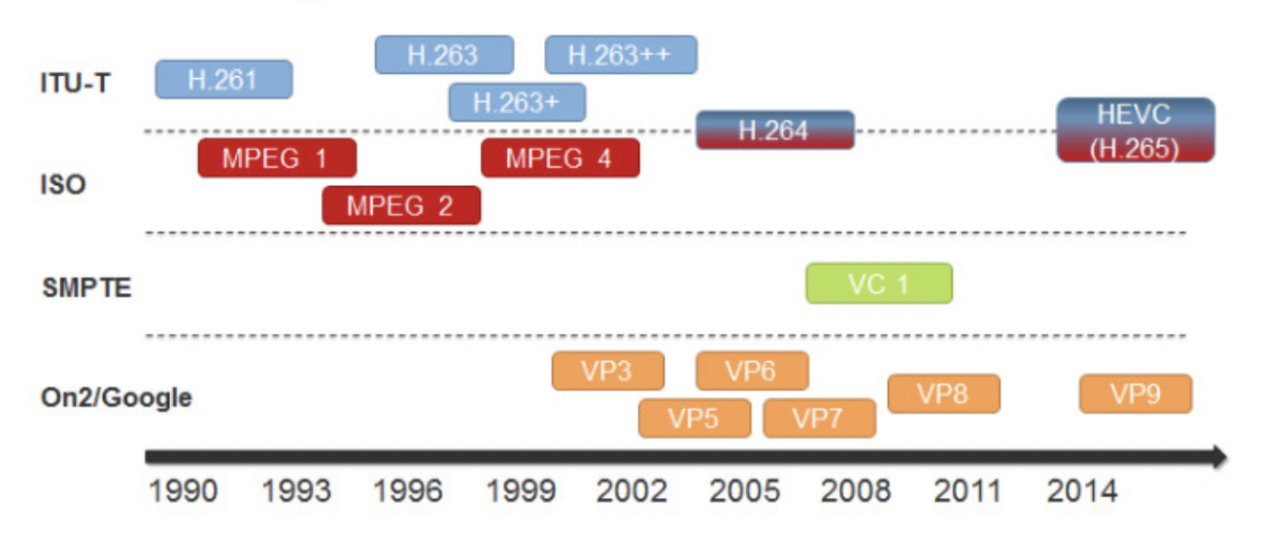 ITU-T
H.261
H.263
H.263+
H.263++
H.264
HEVC
(H.265)
ISO
MPEG 1
MPEG 2
MPEG 4
SMPTE
VC 1
On2/Google
VP3
VP5
VP6
VP7
VP8
VP9
1990 1993 1996 1999 2002 2005 2008 2011 2014